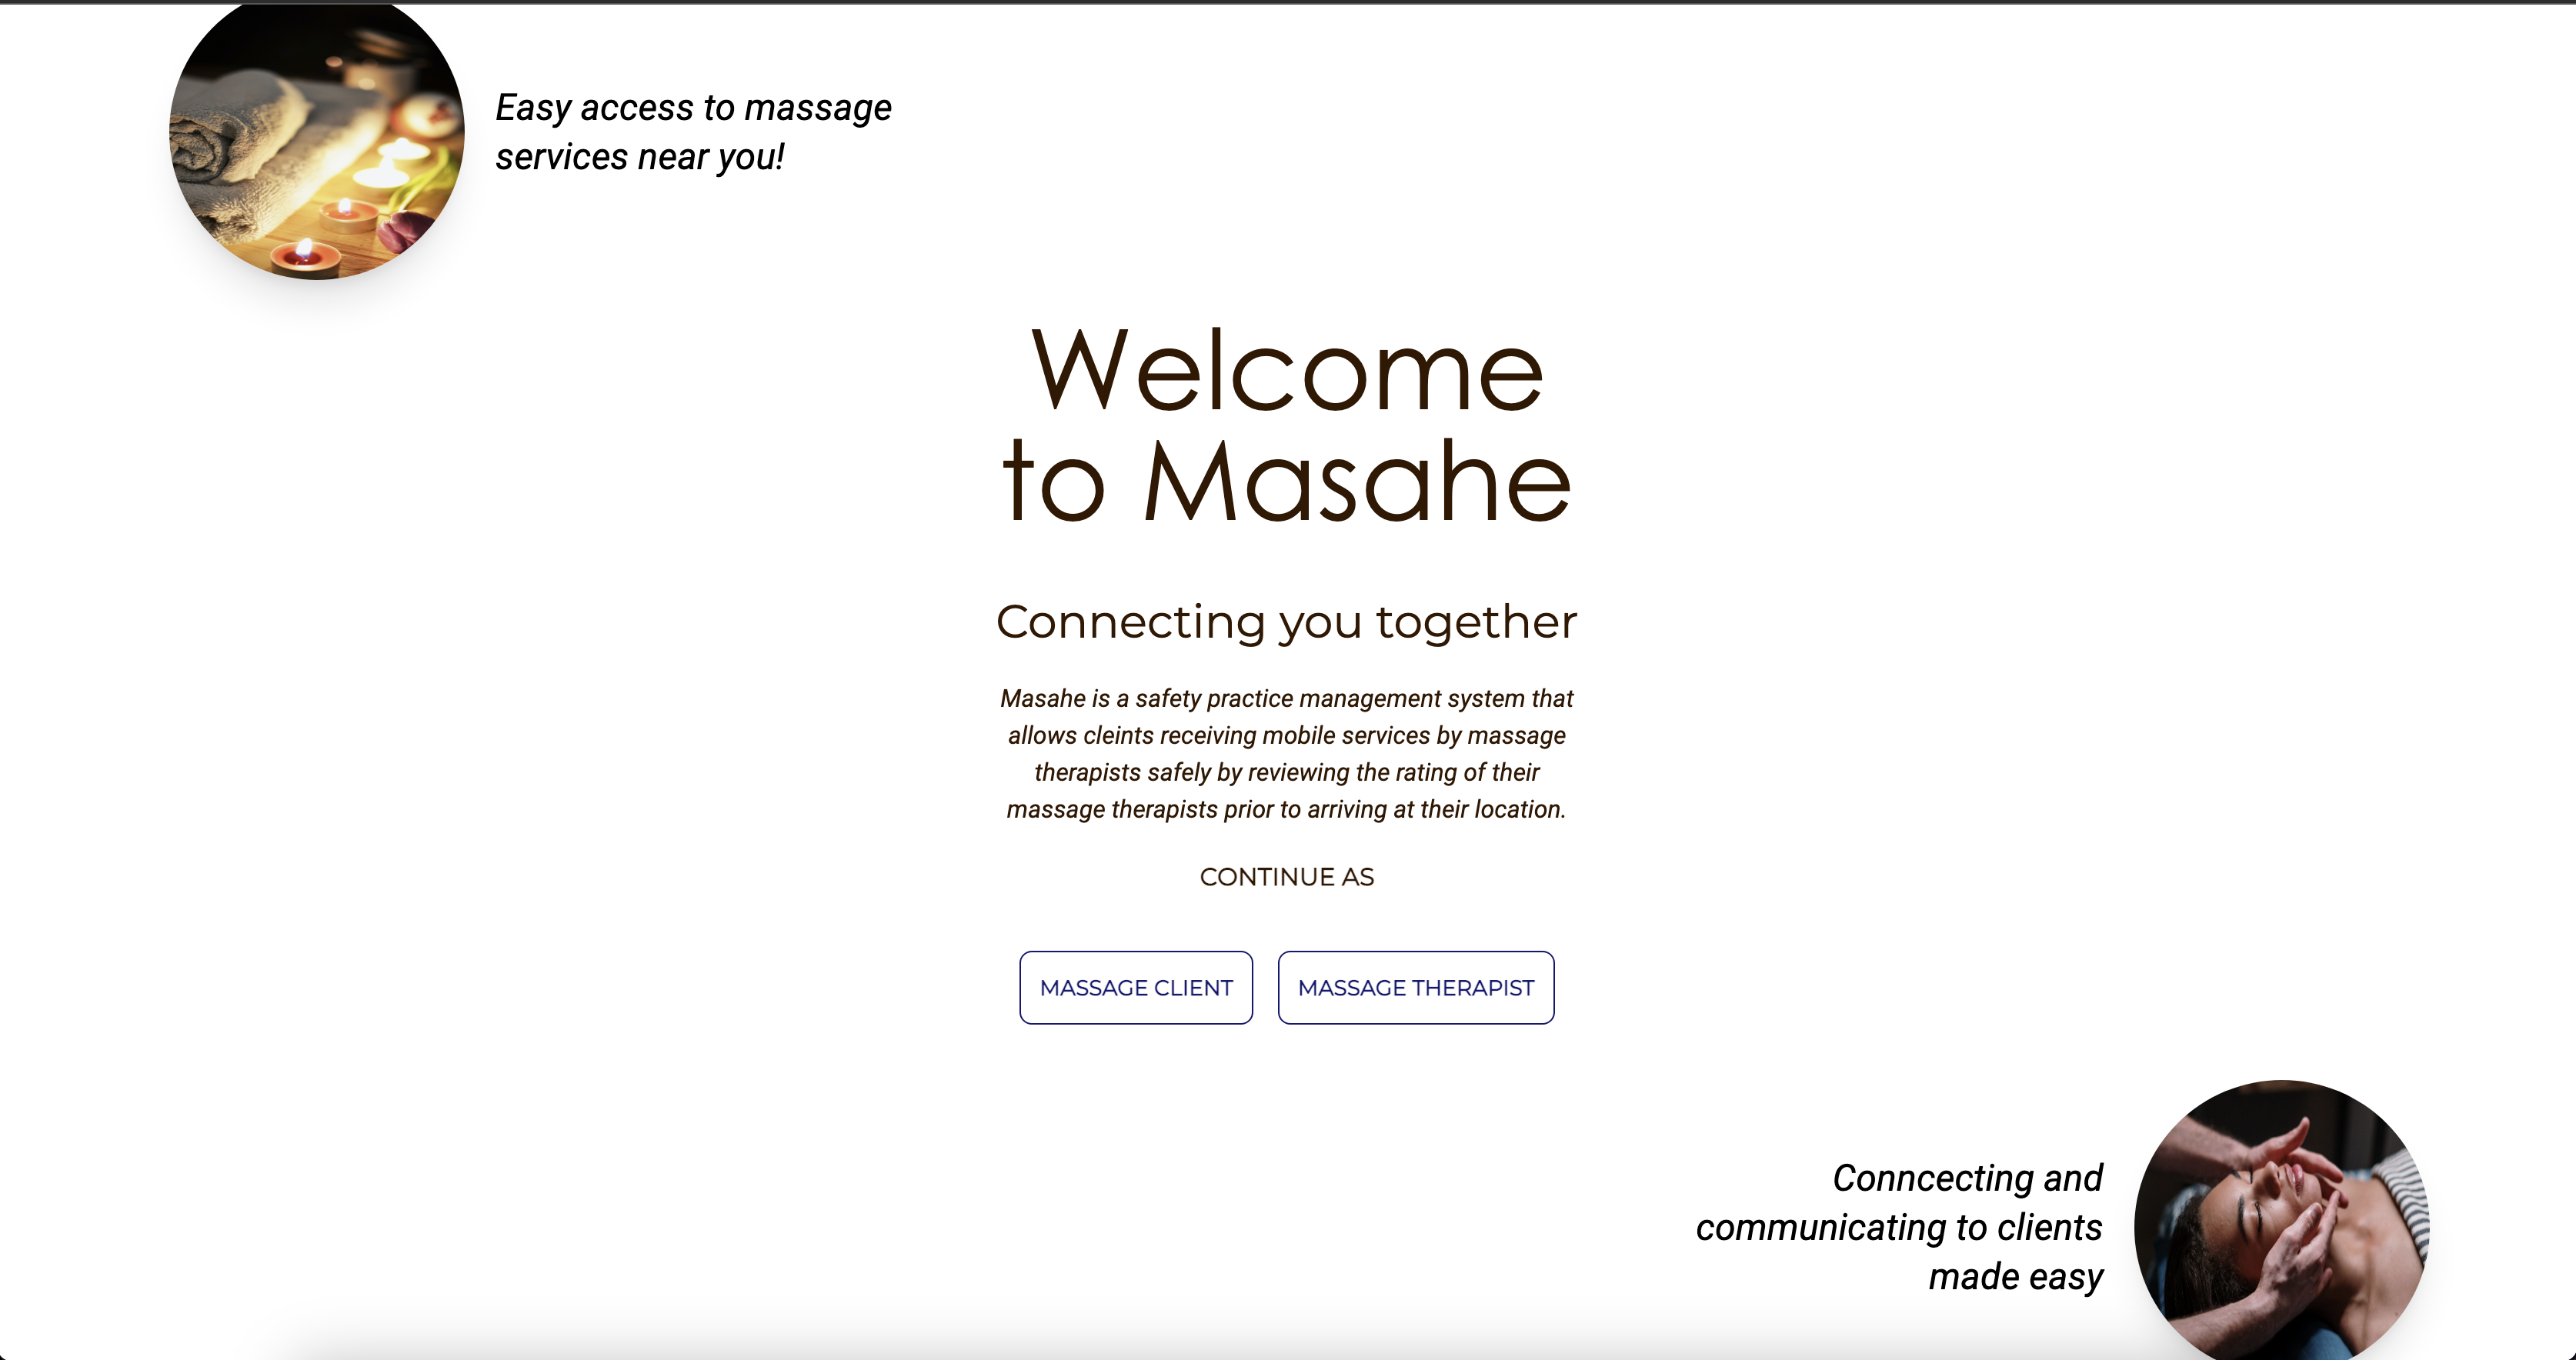 Easy access to massage
services near you!
Welcome
to Masahe
Connecting you together
Masahe is a safety practice management system that
allows cleints receiving mobile services by massage
therapists safely by reviewing the rating of their
massage therapists prior to arriving at their location.
CONTINUE AS
MASSAGE CLIENT
MASSAGE THERAPIST
Conncecting and
communicating to clients
made easy